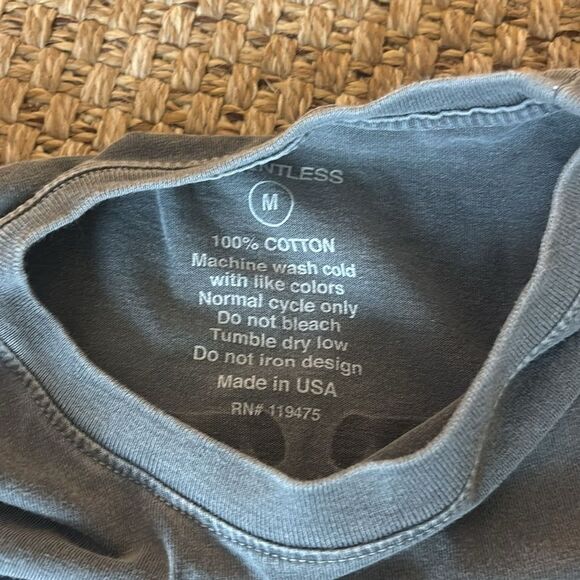 NTLESS
M
100% COTTON
Machine wash cold
with like colors
Normal cycle only
Do not bleach
Tumble dry low
Do not iron design
Made in USA
RN# 119475